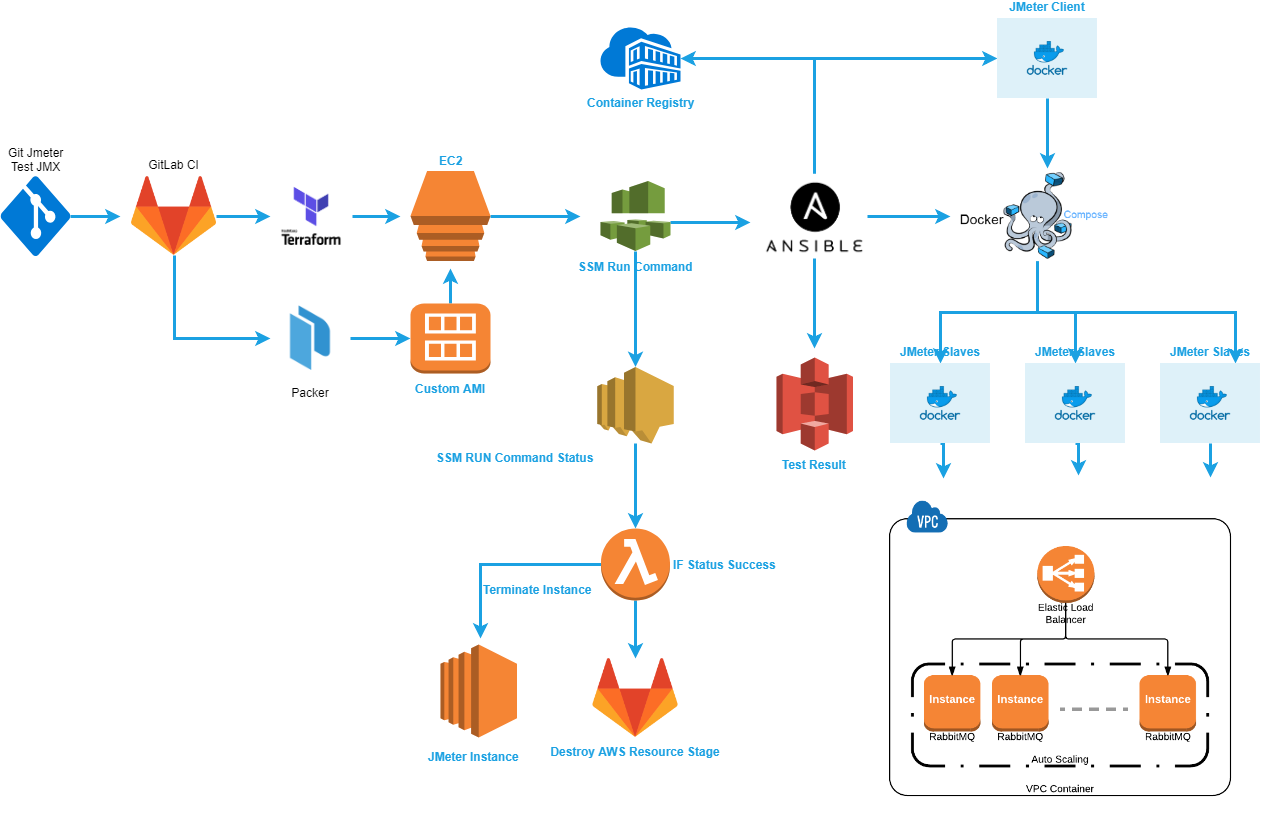 JMeter Client
docker
Container Registry
Git Jmeter
Test JMX
GitLab CI
EC2
Terraform
SSM Run Command
ANSIBLE
Docker
Compose
Packer
Custom AMI
JMeter Slaves
JMeter Slaves
JMeter Slaves
docker
docker
docker
SSM RUN Command Status
Test Result
VPC
IF Status Success
Terminate Instance
Elastic Load
Balancer
Instance
Instance
Instance
RabbitMQ
RabbitMQ
RabbitMQ
JMeter Instance
Destroy AWS Resource Stage
Auto Scaling
VPC Container